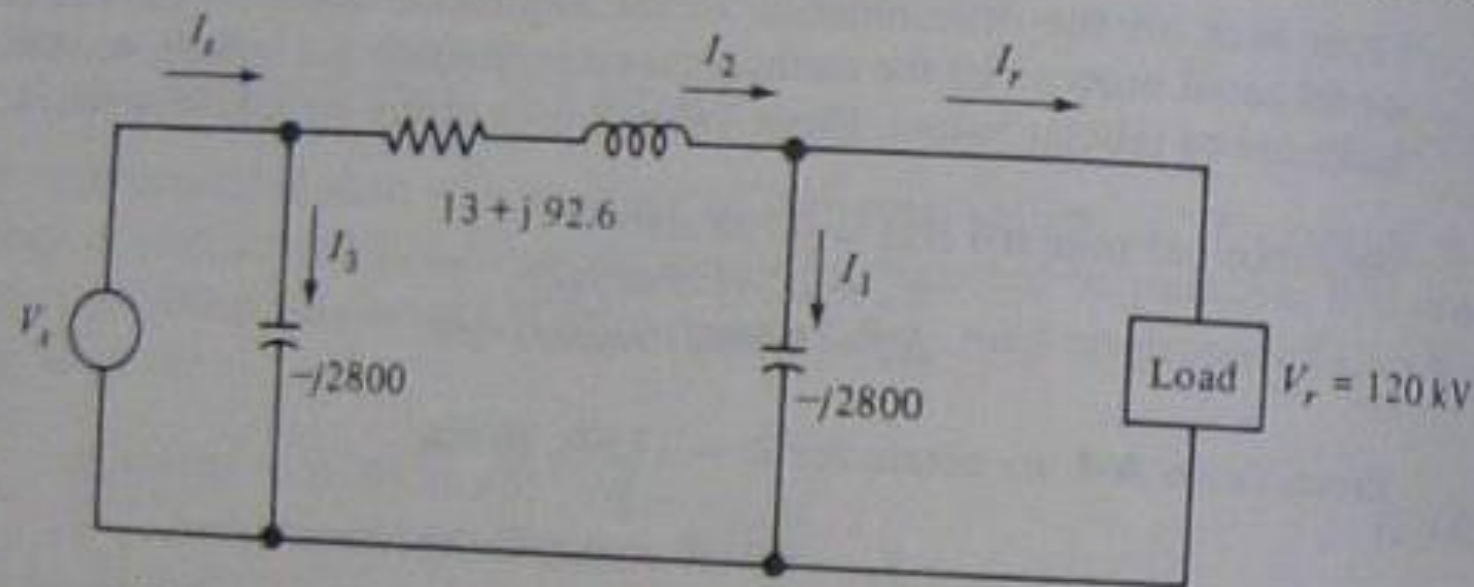 I_s
I_2
I_r
13 + j 92.6
I_3
I_1
V_s
-j2800
-j2800
Load
V_r = 120 kV